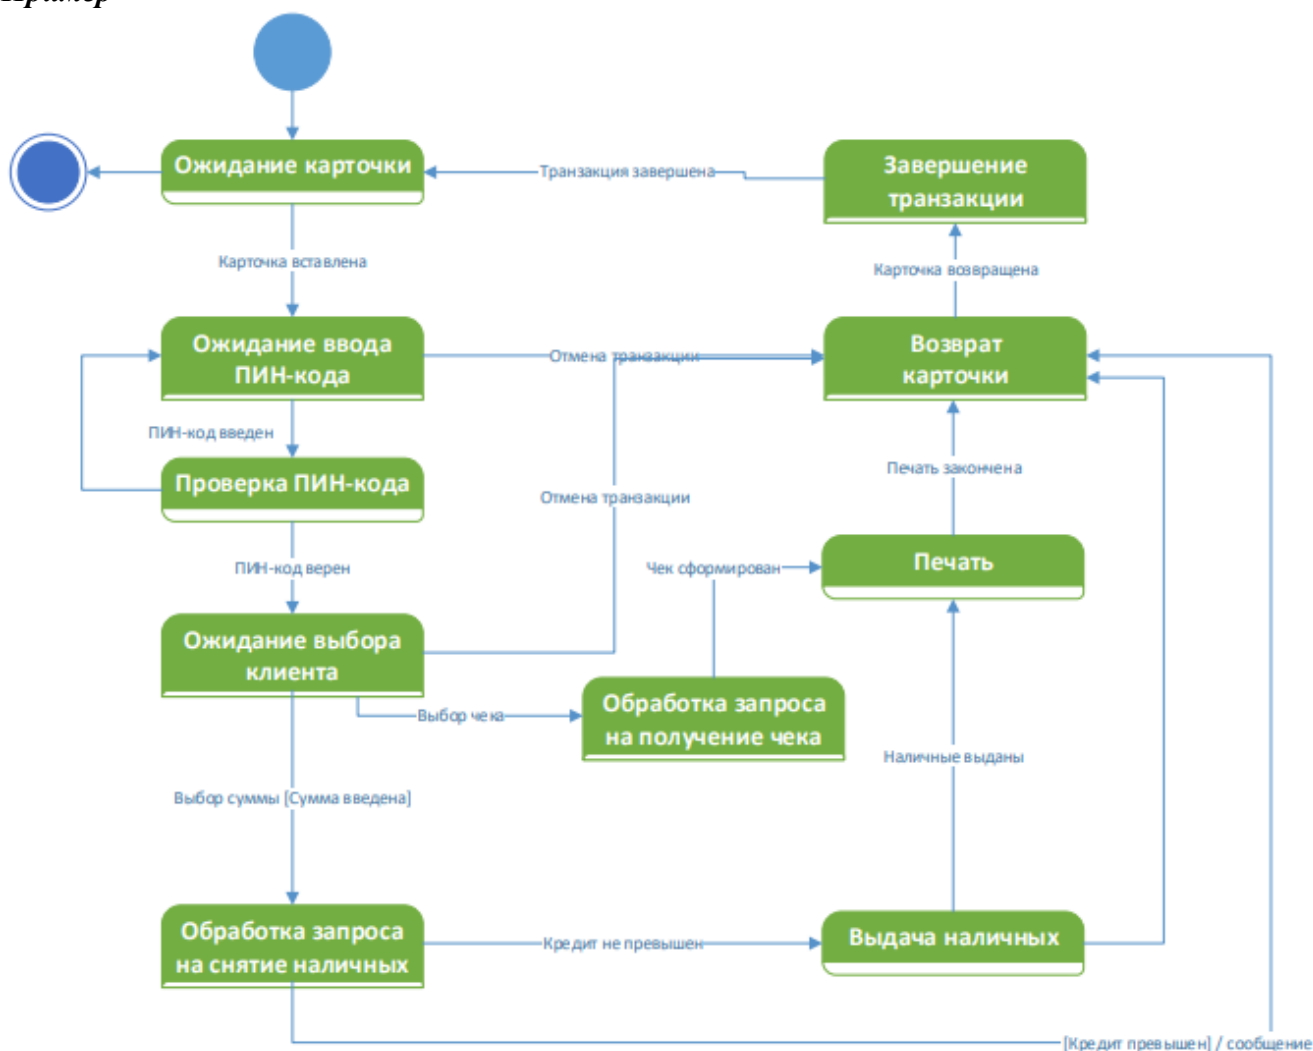 Пример
Ожидание карточки
Транзакция завершена
Завершение
транзакции
Карточка вставлена
Карточка возвращена
Ожидание ввода
ПИН-кода
Отмена транзакции
Возврат
карточки
ПИН-код введен
Печать закончена
Проверка ПИН-кода
Отмена транзакции
ПИН-код верен
Чек сформирован
Печать
Ожидание выбора
клиента
Выбор чека
Обработка запроса
на получение чека
Наличные выданы
Выбор суммы [Сумма введена]
Обработка запроса
на снятие наличных
Кредит не превышен
Выдача наличных
[Кредит превышен] / сообщение